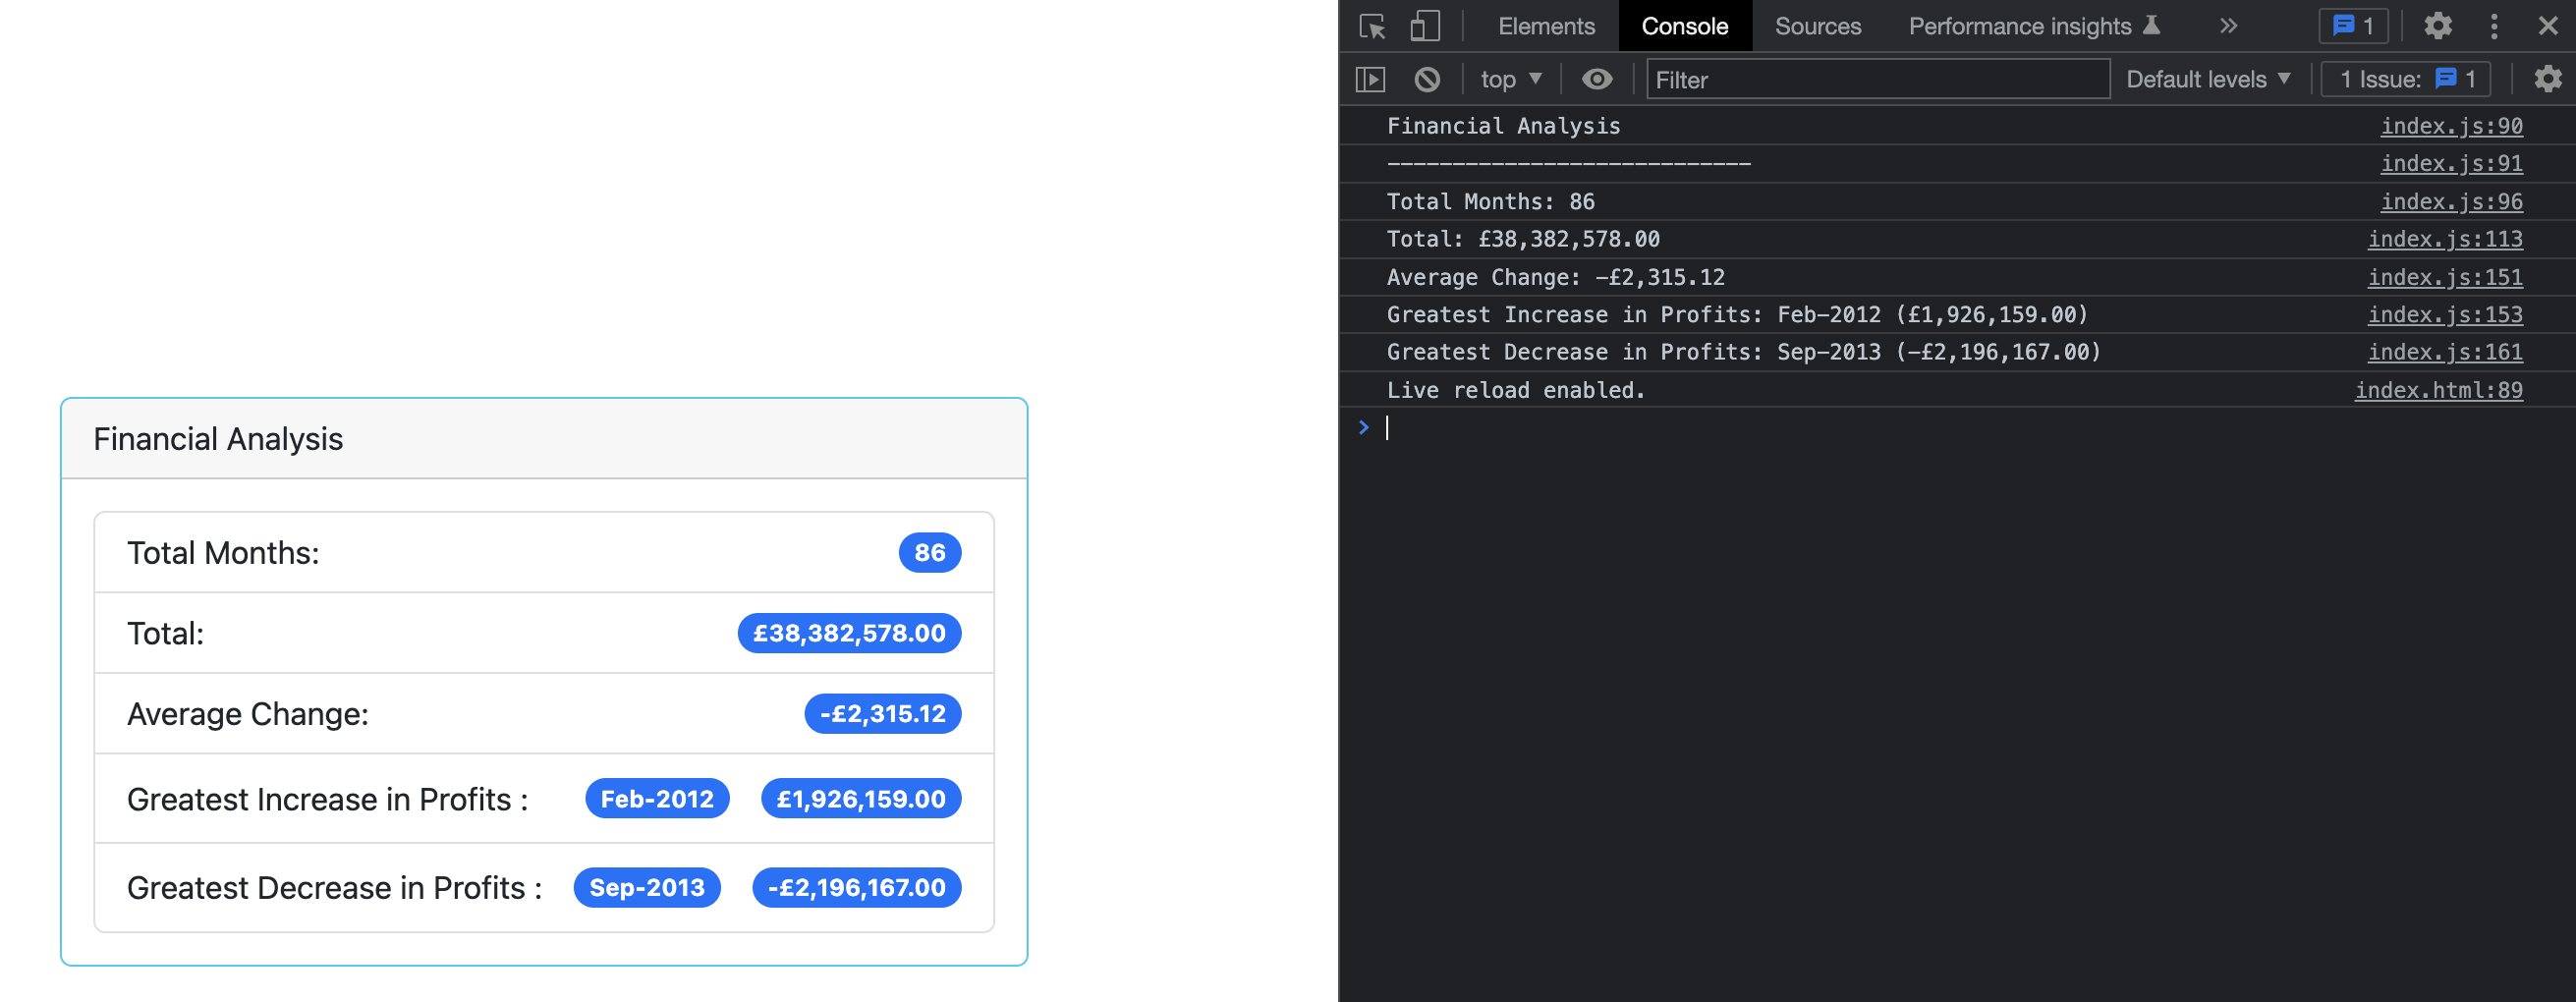 Financial Analysis
Total Months: 86
Total: £38,382,578.00
Average Change: -£2,315.12
Greatest Increase in Profits : Feb-2012 £1,926,159.00
Greatest Decrease in Profits : Sep-2013 -£2,196,167.00
Elements Console Sources Performance insights 1
top Filter Default levels 1 Issue: 1
Financial Analysis index.js:90
---------------------------- index.js:91
Total Months: 86 index.js:96
Total: £38,382,578.00 index.js:113
Average Change: -£2,315.12 index.js:151
Greatest Increase in Profits: Feb-2012 (£1,926,159.00) index.js:153
Greatest Decrease in Profits: Sep-2013 (-£2,196,167.00) index.js:161
Live reload enabled. index.html:89